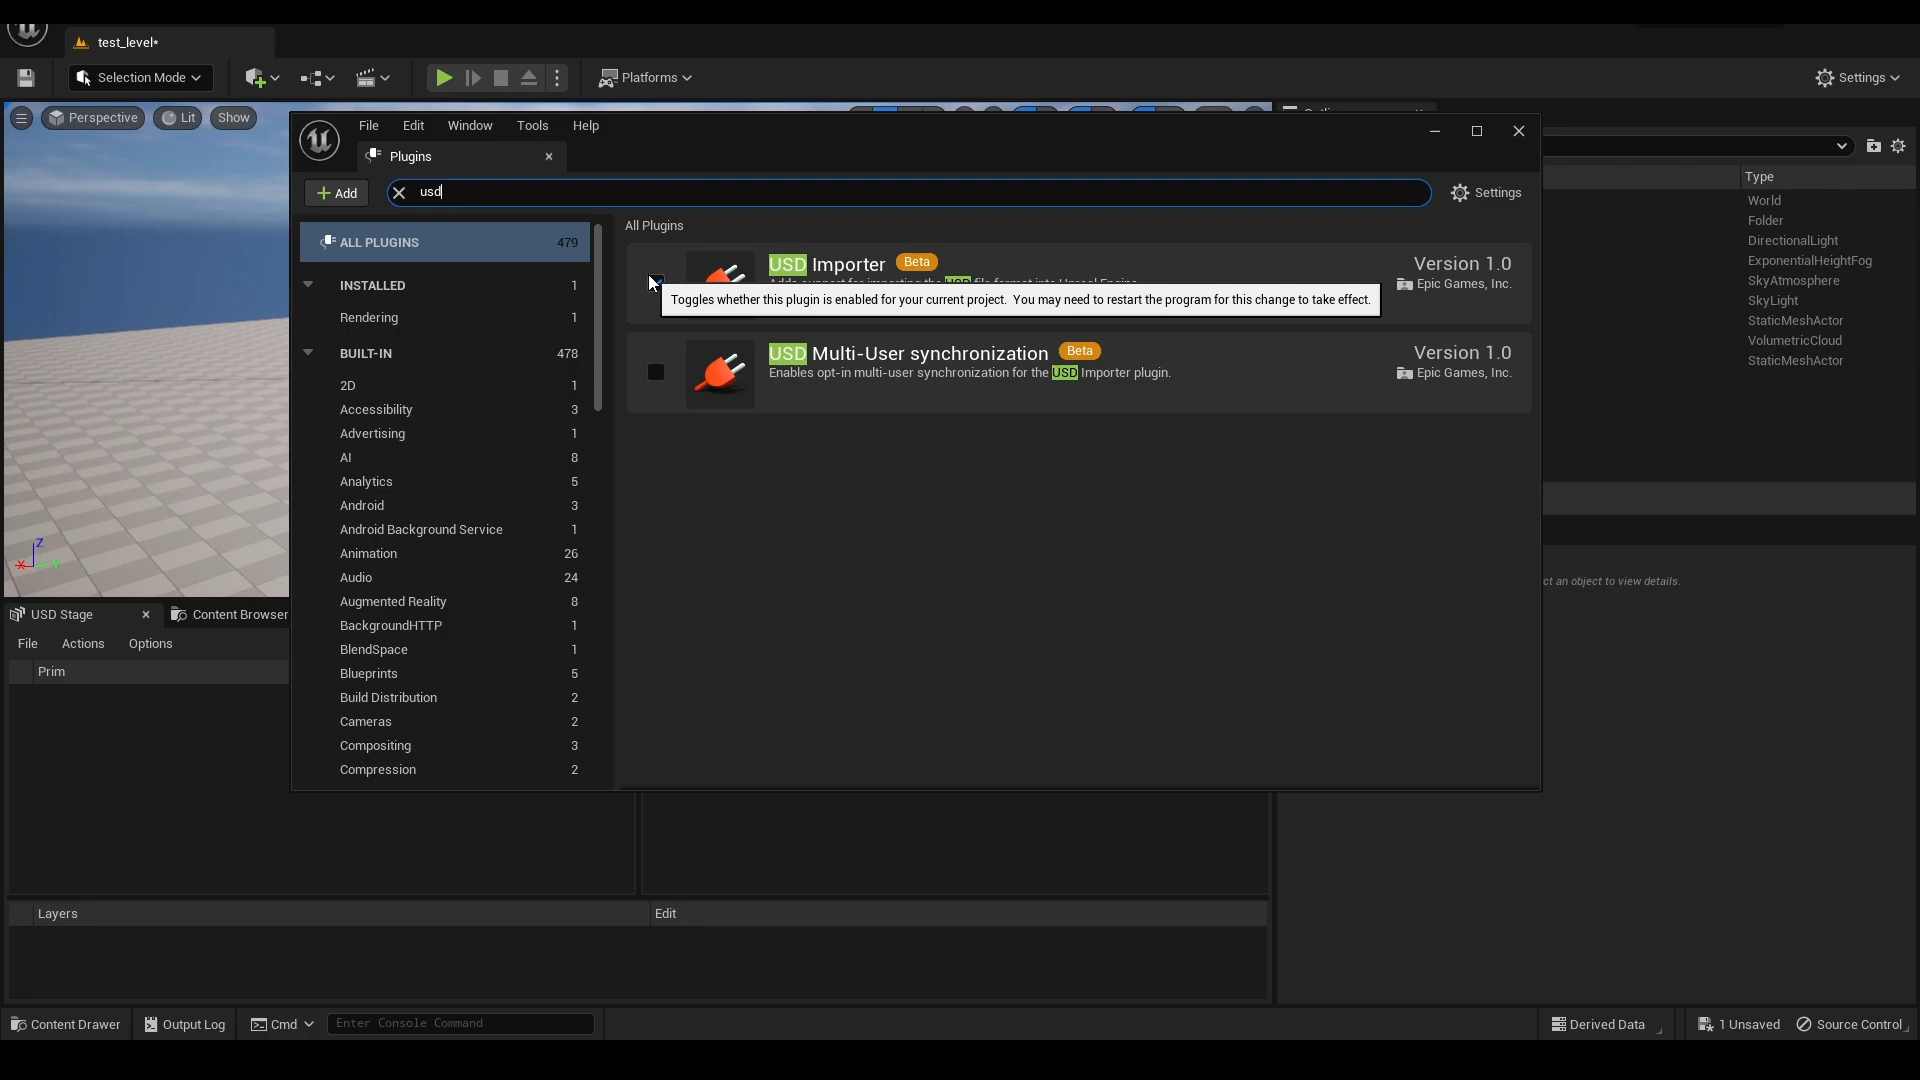 test_level*
Selection Mode
Platforms
Settings
Perspective
Lit
Show
File
Edit
Window
Tools
Help
Plugins
Add
usd
Settings
ALL PLUGINS 479
INSTALLED 1
Rendering 1
BUILT-IN 478
2D 1
Accessibility 3
Advertising 1
AI 8
Analytics 5
Android 3
Android Background Service 1
Animation 26
Audio 24
Augmented Reality 8
BackgroundHTTP 1
BlendSpace 1
Blueprints 5
Build Distribution 2
Cameras 2
Compositing 3
Compression 2
All Plugins
USD Importer Beta
Version 1.0
Epic Games, Inc.
Toggles whether this plugin is enabled for your current project. You may need to restart the program for this change to take effect.
USD Multi-User synchronization Beta
Enables opt-in multi-user synchronization for the USD Importer plugin.
Version 1.0
Epic Games, Inc.
Type
World
Folder
DirectionalLight
ExponentialHeightFog
SkyAtmosphere
SkyLight
StaticMeshActor
VolumetricCloud
StaticMeshActor
ct an object to view details.
Z
X
USD Stage
Content Browser
File
Actions
Options
Prim
Layers
Edit
Content Drawer
Output Log
Cmd
Enter Console Command
Derived Data
1 Unsaved
Source Control